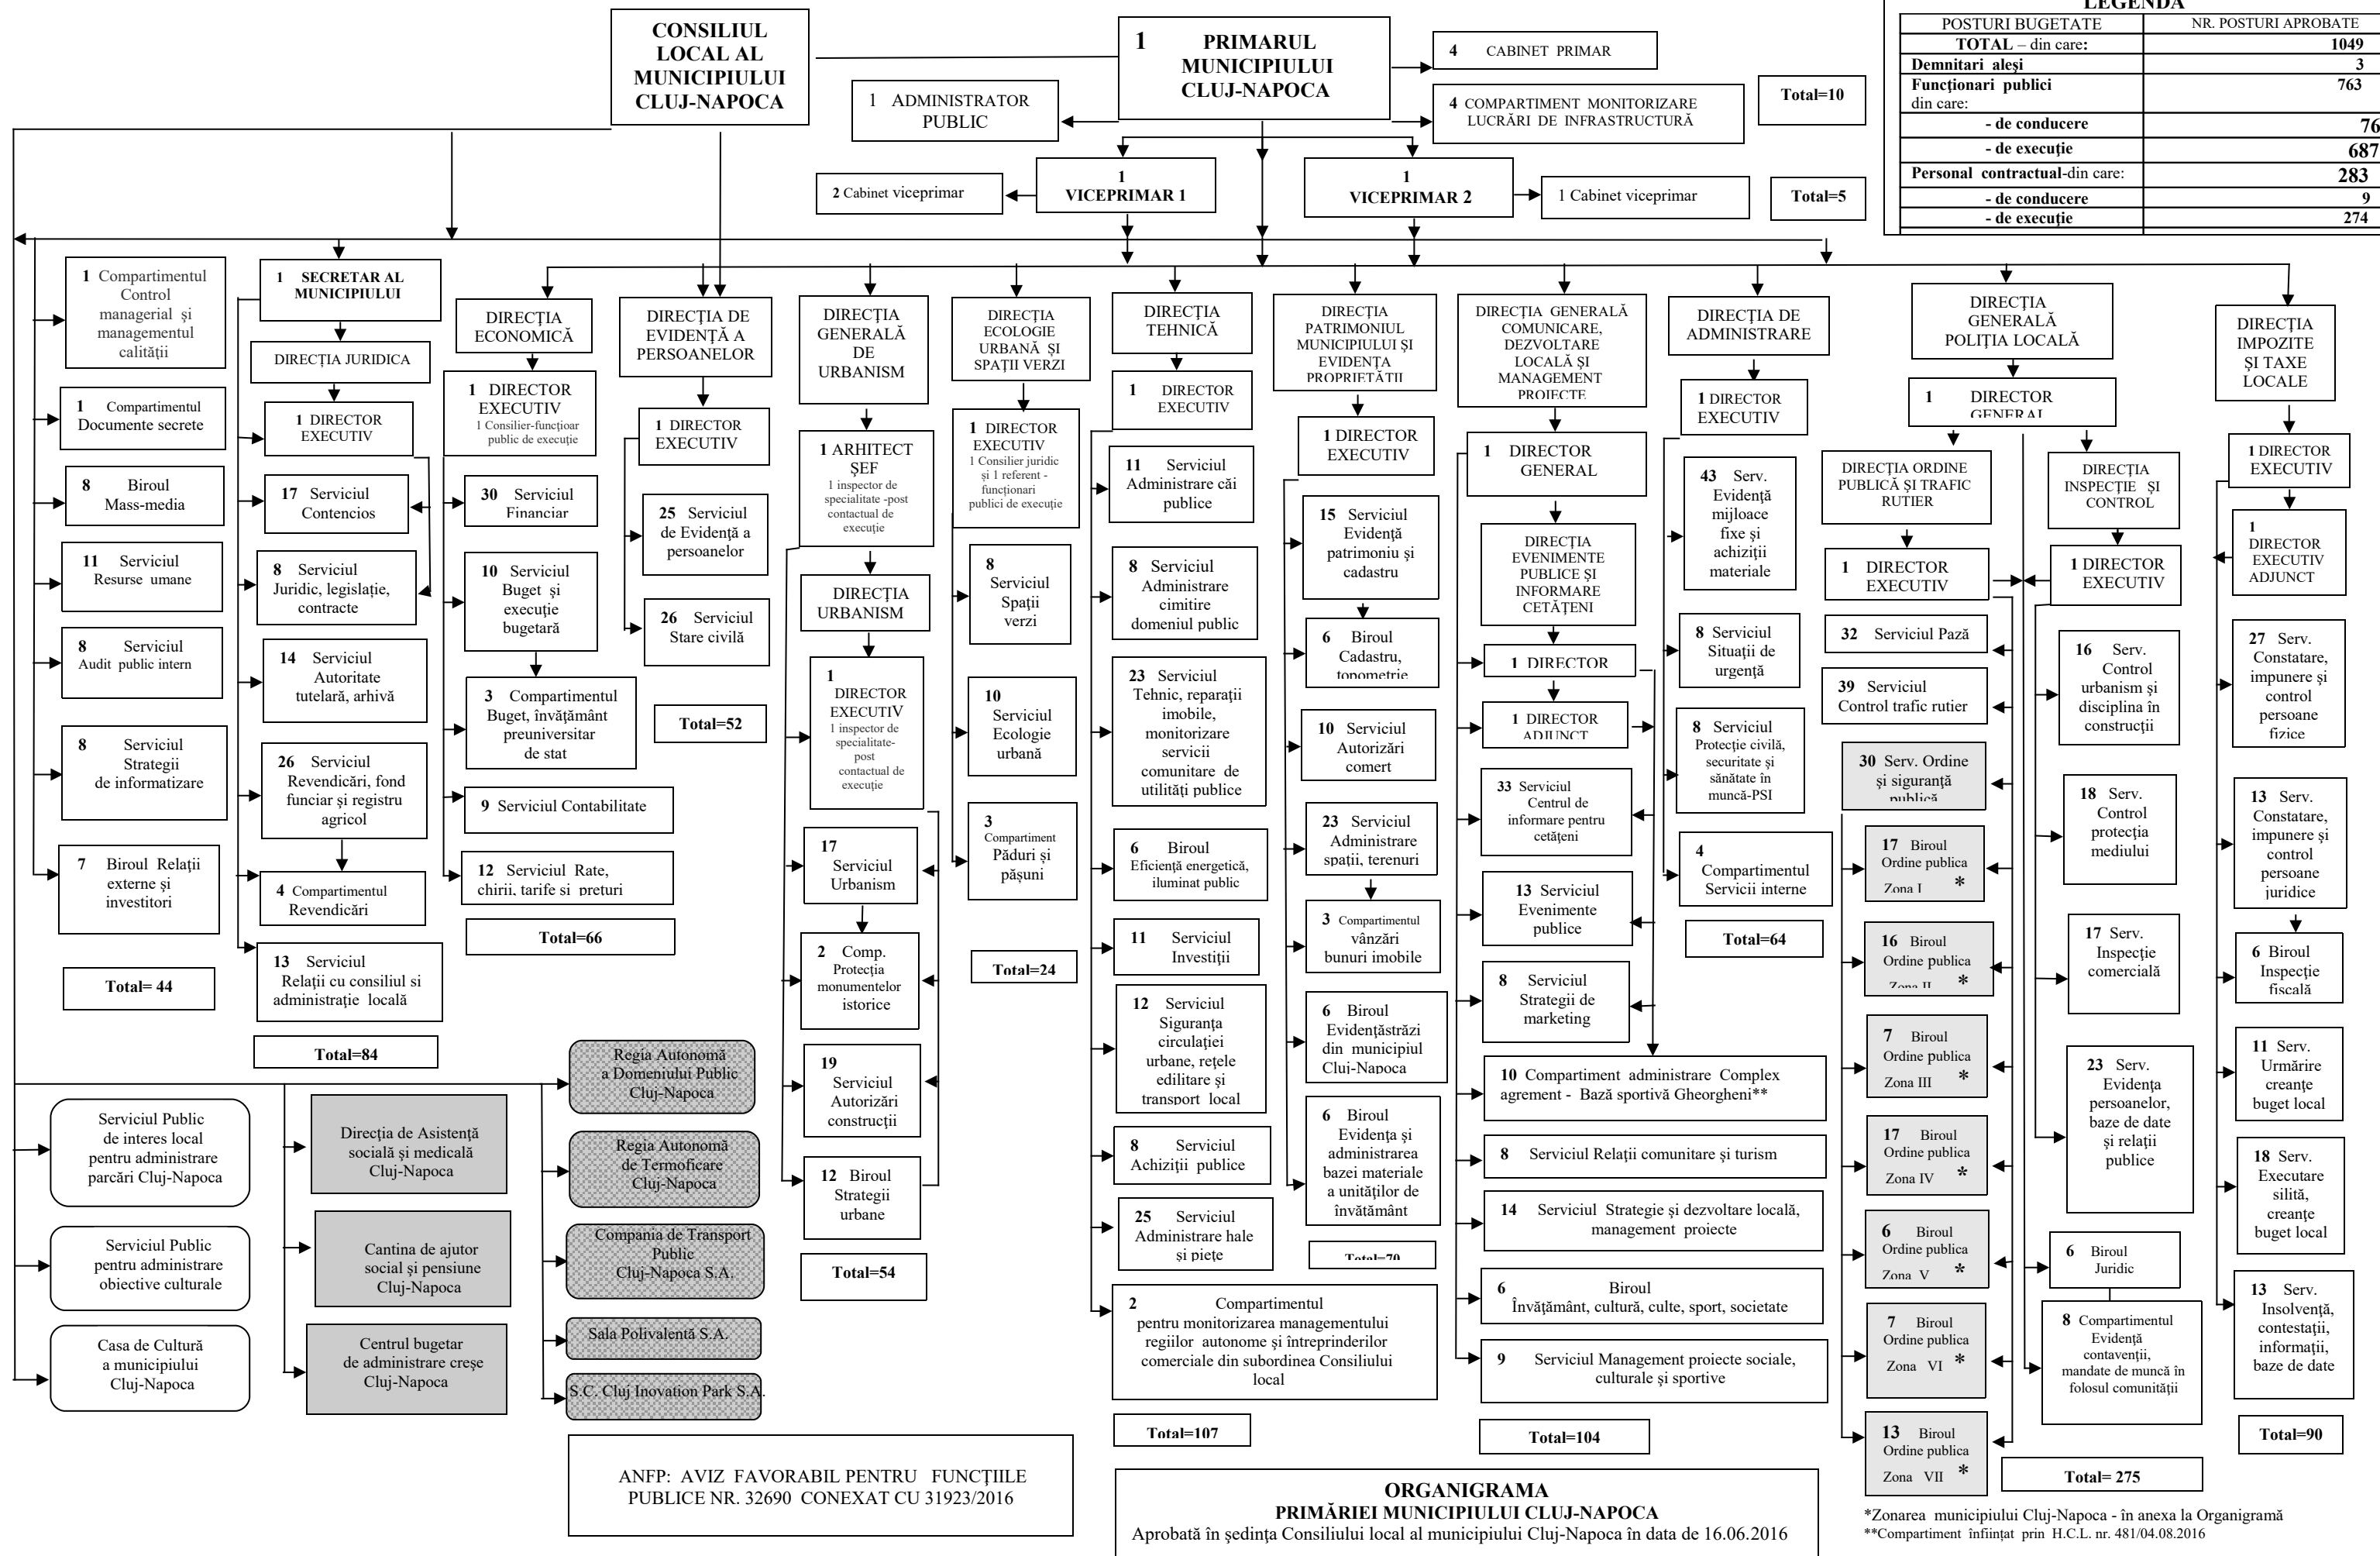 CONSILIUL
LOCAL AL
MUNICIPIULUI
CLUJ-NAPOCA
1 PRIMARUL
MUNICIPIULUI
CLUJ-NAPOCA
4 CABINET PRIMAR
1 ADMINISTRATOR
PUBLIC
4 COMPARTIMENT MONITORIZARE
LUCRĂRI DE INFRASTRUCTURĂ
Total=10
LEGENDA
POSTURI BUGETATE NR. POSTURI APROBATE
TOTAL – din care: 1049
Demnitari aleşi 3
Funcţionari publici 763
din care:
- de conducere 76
- de execuţie 687
Personal contractual-din care: 283
- de conducere 9
- de execuţie 274
2 Cabinet viceprimar
1
VICEPRIMAR 1
1
VICEPRIMAR 2
1 Cabinet viceprimar
Total=5
1 Compartimentul
Control
managerial şi
managementul
calităţii
1 Compartimentul
Documente secrete
8 Biroul
Mass-media
11 Serviciul
Resurse umane
8 Serviciul
Audit public intern
8 Serviciul
Strategii
de informatizare
7 Biroul Relaţii
externe şi
investitori
Total= 44
1 SECRETAR AL
MUNICIPIULUI
DIRECŢIA JURIDICA
1 DIRECTOR
EXECUTIV
17 Serviciul
Contencios
8 Serviciul
Juridic, legislaţie,
contracte
14 Serviciul
Autoritate
tutelară, arhivă
26 Serviciul
Revendicări, fond
funciar şi registru
agricol
4 Compartimentul
Revendicări
13 Serviciul
Relaţii cu consiliul si
administraţie locală
Total=84
DIRECŢIA
ECONOMICĂ
1 DIRECTOR
EXECUTIV
1 Consilier-funcţioar
public de execuţie
30 Serviciul
Financiar
10 Serviciul
Buget şi
execuţie
bugetară
3 Compartimentul
Buget, învăţământ
preuniversitar
de stat
9 Serviciul Contabilitate
12 Serviciul Rate,
chirii, tarife si preturi
Total=66
DIRECŢIA DE
EVIDENŢĂ A
PERSOANELOR
1 DIRECTOR
EXECUTIV
25 Serviciul
de Evidenţă a
persoanelor
26 Serviciul
Stare civilă
Total=52
DIRECŢIA
GENERALĂ
DE
URBANISM
1 ARHITECT
ŞEF
1 inspector de
specialitate -post
contactual de
execuţie
DIRECŢIA
URBANISM
1
DIRECTOR
EXECUTIV
1 inspector de
specialitate-
post
contactual de
execuţie
17
Serviciul
Urbanism
2 Comp.
Protecţia
monumentelor
istorice
19
Serviciul
Autorizări
construcţii
12 Biroul
Strategii
urbane
Total=54
DIRECŢIA
ECOLOGIE
URBANĂ ŞI
SPAŢII VERZI
1 DIRECTOR
EXECUTIV
1 Consilier juridic
şi 1 referent -
funcţionari
publici de execuţie
8
Serviciul
Spaţii
verzi
10
Serviciul
Ecologie
urbană
3
Compartiment
Păduri şi
păşuni
Total=24
DIRECŢIA
TEHNICĂ
1 DIRECTOR
EXECUTIV
11 Serviciul
Administrare căi
publice
8 Serviciul
Administrare
cimitire
domeniul public
23 Serviciul
Tehnic, reparaţii
imobile,
monitorizare
servicii
comunitare de
utilităţi publice
6 Biroul
Eficienţă energetică,
iluminat public
11 Serviciul
Investiţii
12 Serviciul
Siguranţa
circulaţiei
urbane, reţele
edilitare şi
transport local
8 Serviciul
Achiziţii publice
25 Serviciul
Administrare hale
şi pieţe
2 Compartimentul
pentru monitorizarea managementului
regiilor autonome şi întreprinderilor
comerciale din subordinea Consiliului
local
Total=107
DIRECŢIA
PATRIMONIUL
MUNICIPIULUI ŞI
EVIDENŢA
PROPRIETĂŢII
1 DIRECTOR
EXECUTIV
15 Serviciul
Evidenţă
patrimoniu şi
cadastru
6 Biroul
Cadastru,
topometrie
10 Serviciul
Autorizări
comert
23 Serviciul
Administrare
spaţii, terenuri
3 Compartimentul
vânzări
bunuri imobile
6 Biroul
Evidenţăstrăzi
din municipiul
Cluj-Napoca
6 Biroul
Evidenţa şi
administrarea
bazei materiale
a unităţilor de
învăţământ
Total=70
DIRECŢIA GENERALĂ
COMUNICARE,
DEZVOLTARE
LOCALĂ ŞI
MANAGEMENT
PROIECTE
1 DIRECTOR
GENERAL
DIRECŢIA
EVENIMENTE
PUBLICE ŞI
INFORMARE
CETĂŢENI
1 DIRECTOR
1 DIRECTOR
ADJUNCT
33 Serviciul
Centrul de
informare pentru
cetăţeni
13 Serviciul
Evenimente
publice
8 Serviciul
Strategii de
marketing
10 Compartiment administrare Complex
agrement - Bază sportivă Gheorgheni**
8 Serviciul Relaţii comunitare şi turism
14 Serviciul Strategie şi dezvoltare locală,
management proiecte
6 Biroul
Învăţământ, cultură, culte, sport, societate
9 Serviciul Management proiecte sociale,
culturale şi sportive
Total=104
DIRECŢIA DE
ADMINISTRARE
1 DIRECTOR
EXECUTIV
43 Serv.
Evidenţă
mijloace
fixe şi
achiziţii
materiale
8 Serviciul
Situaţii de
urgenţă
8 Serviciul
Protecţie civilă,
securitate şi
sănătate în
muncă-PSI
4
Compartimentul
Servicii interne
Total=64
DIRECŢIA
GENERALĂ
POLIŢIA LOCALĂ
1 DIRECTOR
GENERAL
DIRECŢIA ORDINE
PUBLICĂ ŞI TRAFIC
RUTIER
1 DIRECTOR
EXECUTIV
32 Serviciul Pază
39 Serviciul
Control trafic rutier
30 Serv. Ordine
şi siguranţă
publică
17 Biroul
Ordine publica
Zona I *
16 Biroul
Ordine publica
Zona II *
7 Biroul
Ordine publica
Zona III *
17 Biroul
Ordine publica
Zona IV *
6 Biroul
Ordine publica
Zona V *
7 Biroul
Ordine publica
Zona VI *
13 Biroul
Ordine publica
Zona VII *
DIRECŢIA
INSPECŢIE ŞI
CONTROL
1 DIRECTOR
EXECUTIV
16 Serv.
Control
urbanism şi
disciplina în
construcţii
18 Serv.
Control
protecţia
mediului
17 Serv.
Inspecţie
comercială
23 Serv.
Evidenţa
persoanelor,
baze de date
şi relaţii
publice
6 Biroul
Juridic
8 Compartimentul
Evidenţă
contavenţii,
mandate de muncă în
folosul comunităţii
Total= 275
DIRECŢIA
IMPOZITE
ŞI TAXE
LOCALE
1 DIRECTOR
EXECUTIV
1
DIRECTOR
EXECUTIV
ADJUNCT
27 Serv.
Constatare,
impunere şi
control
persoane
fizice
13 Serv.
Constatare,
impunere şi
control
persoane
juridice
6 Biroul
Inspecţie
fiscală
11 Serv.
Urmărire
creanţe
buget local
18 Serv.
Executare
silită,
creanţe
buget local
13 Serv.
Insolvenţă,
contestaţii,
informaţii,
baze de date
Total=90
Serviciul Public
de interes local
pentru administrare
parcări Cluj-Napoca
Serviciul Public
pentru administrare
obiective culturale
Casa de Cultură
a municipiului
Cluj-Napoca
Direcţia de Asistenţă
socială şi medicală
Cluj-Napoca
Cantina de ajutor
social şi pensiune
Cluj-Napoca
Centrul bugetar
de administrare creşe
Cluj-Napoca
Regia Autonomă
a Domeniului Public
Cluj-Napoca
Regia Autonomă
de Termoficare
Cluj-Napoca
Compania de Transport
Public
Cluj-Napoca S.A.
Sala Polivalentă S.A.
S.C. Cluj Inovation Park S.A.
ANFP: AVIZ FAVORABIL PENTRU FUNCŢIILE
PUBLICE NR. 32690 CONEXAT CU 31923/2016
ORGANIGRAMA
PRIMĂRIEI MUNICIPIULUI CLUJ-NAPOCA
Aprobată în şedinţa Consiliului local al municipiului Cluj-Napoca în data de 16.06.2016
*Zonarea municipiului Cluj-Napoca - în anexa la Organigramă
**Compartiment înfiinţat prin H.C.L. nr. 481/04.08.2016